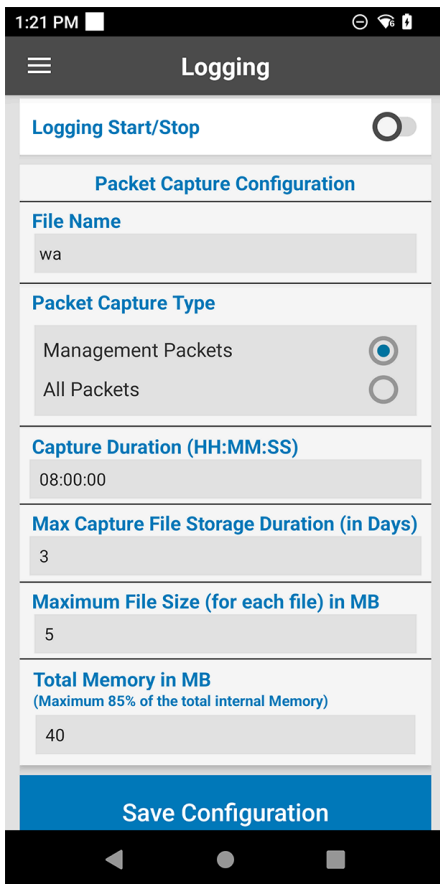 1:21 PM
Logging
Logging Start/Stop
Packet Capture Configuration
File Name
wa
Packet Capture Type
Management Packets
All Packets
Capture Duration (HH:MM:SS)
08:00:00
Max Capture File Storage Duration (in Days)
3
Maximum File Size (for each file) in MB
5
Total Memory in MB
(Maximum 85% of the total internal Memory)
40
Save Configuration